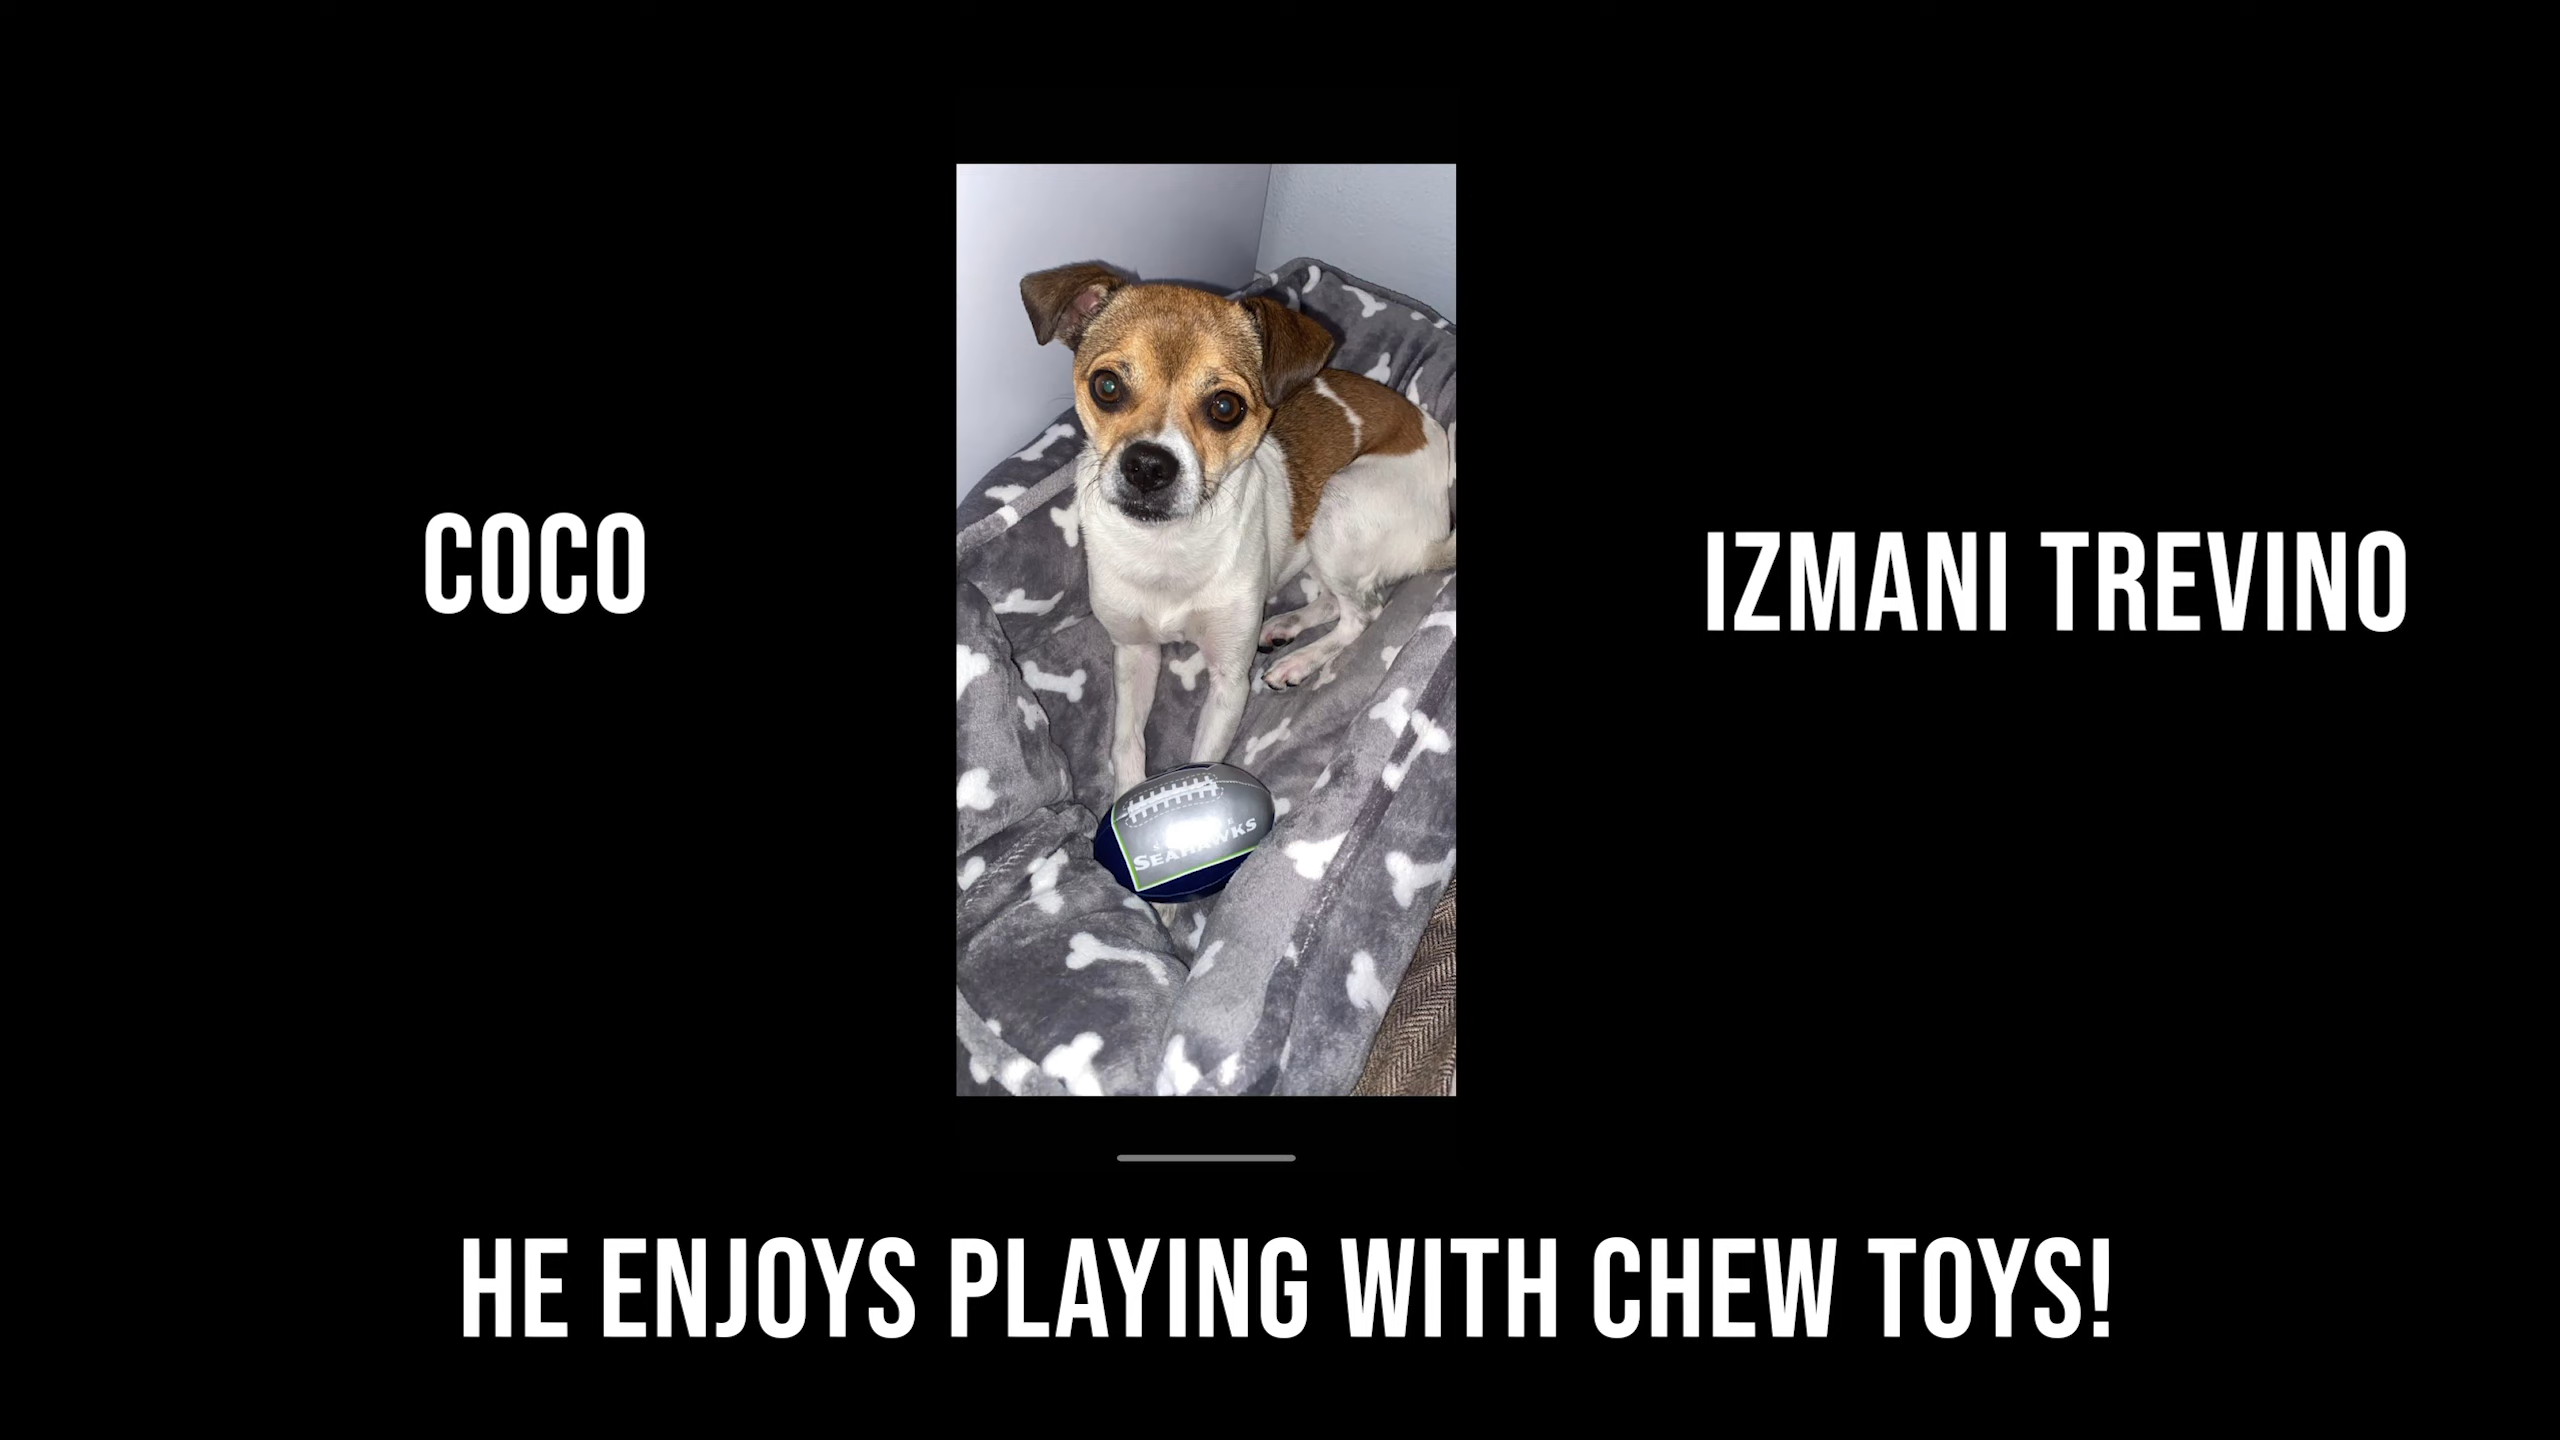 COCO
IZMANI TREVINO
SEAHAWKS
HE ENJOYS PLAYING WITH CHEW TOYS!